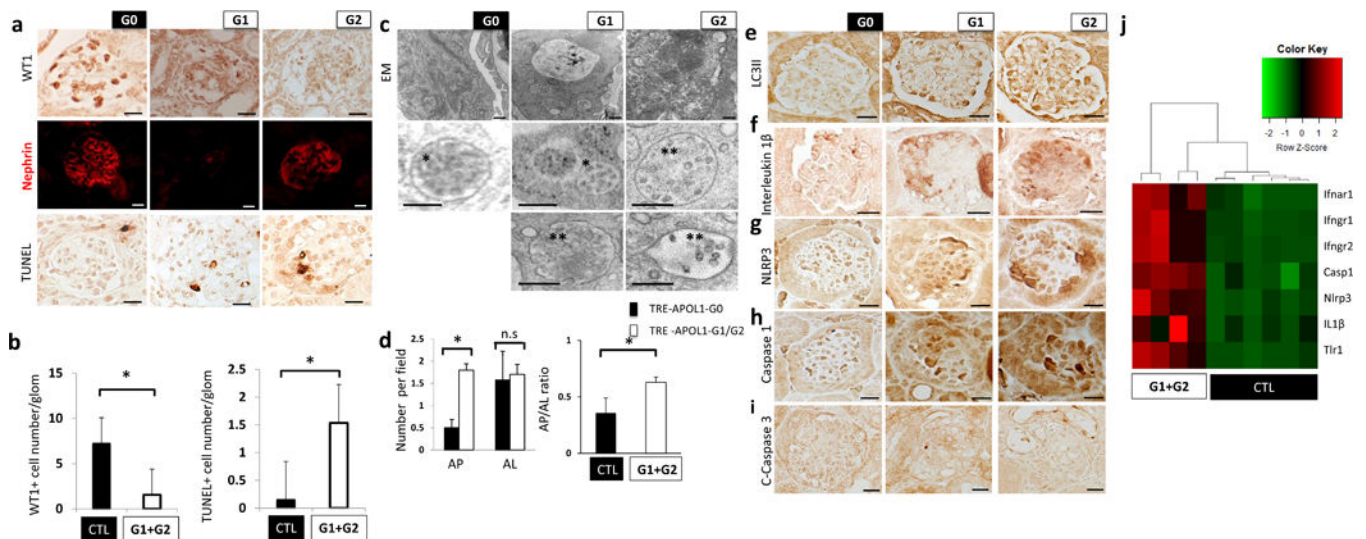 a
G0
G1
G2
WT1
Nephrin
TUNEL
b
WT1+ cell number/glom
15
10
5
0
*
CTL
G1+G2
TUNEL+ cell number/glom
2.5
2
1.5
1
0.5
0
*
CTL
G1+G2
c
G0
G1
G2
EM
*
*
**
**
**
TRE-APOL1-G0
TRE -APOL1-G1/G2
d
Number per field
2.5
2.0
1.5
1.0
0.5
0
*
n.s
AP
AL
AP/AL ratio
1
0.5
0
*
CTL
G1+G2
G0
G1
G2
e
LC3II
f
Interleukin 1β
g
NLRP3
h
Caspase 1
i
C-Caspase 3
j
Color Key
-2 -1 0 1 2
Row Z-Score
Ifnar1
Ifngr1
Ifngr2
Casp1
Nlrp3
IL1β
Tlr1
G1+G2
CTL